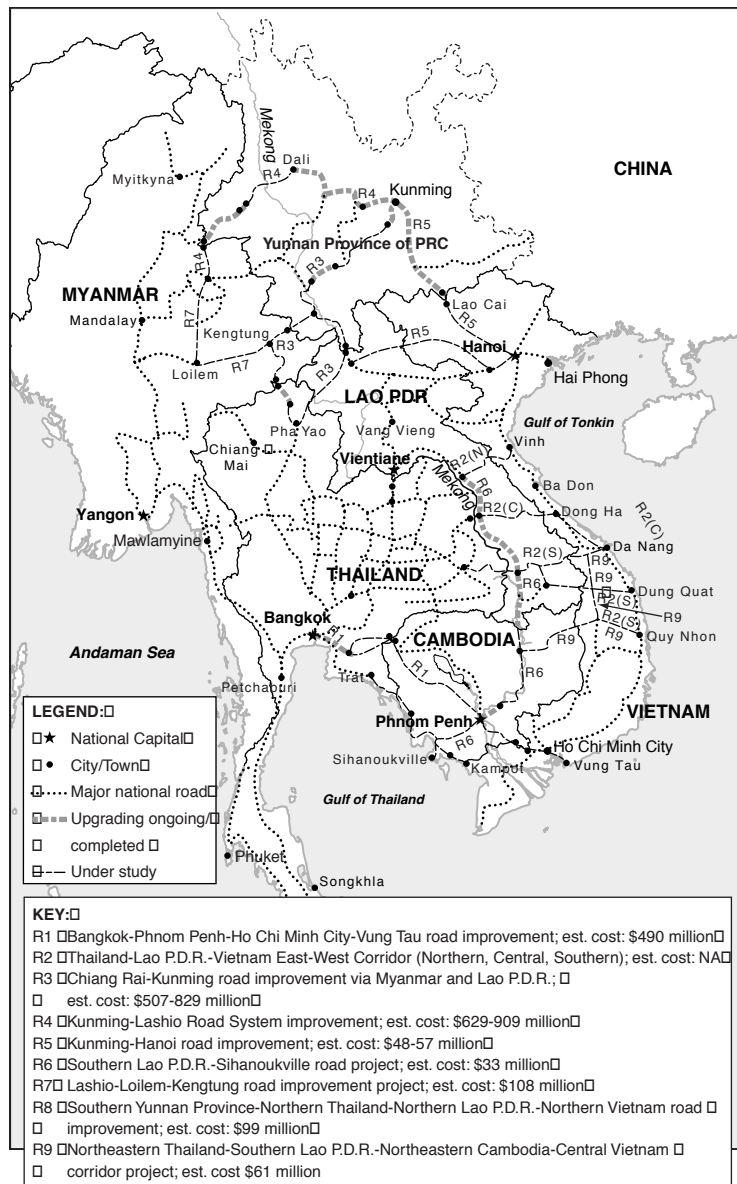 Mekong
Dali
R4
Myitkyna
CHINA
R4
Kunming
R5
Yunnan Province of PRC
R4
R3
MYANMAR
Lao Cai
Mandalay
R7
R5
Kengtung
R5
Hanoi
R3
Loilem
R7
R3
Hai Phong
LAO PDR
Gulf of Tonkin
Pha Yao
Vang Vieng
Chiang
Mai
Vinh
Vientiane
R2(N)
Mekong
R6
Ba Don
Yangon
R2(C)
Dong Ha
R2(C)
Mawlamyine
Da Nang
R2(S)
R9
THAILAND
R9
R6
Dung Quat
R2(S)
Bangkok
R9
R2(S)
R1
CAMBODIA
R9
R9
Quy Nhon
Andaman Sea
R1
Trat
R6
Petchaburi
VIETNAM
LEGEND:
Phnom Penh
National Capital
R6
Ho Chi Minh City
City/Town
Sihanoukville
Kampot
Vung Tau
Major national road
Gulf of Thailand
Upgrading ongoing/
completed
Under study
Phuket
Songkhla
KEY:
R1 Bangkok-Phnom Penh-Ho Chi Minh City-Vung Tau road improvement; est. cost: $490 million
R2 Thailand-Lao P.D.R.-Vietnam East-West Corridor (Northern, Central, Southern); est. cost: NA
R3 Chiang Rai-Kunming road improvement via Myanmar and Lao P.D.R.;
est. cost: $507-829 million
R4 Kunming-Lashio Road System improvement; est. cost: $629-909 million
R5 Kunming-Hanoi road improvement; est. cost: $48-57 million
R6 Southern Lao P.D.R.-Sihanoukville road project; est. cost: $33 million
R7 Lashio-Loilem-Kengtung road improvement project; est. cost: $108 million
R8 Southern Yunnan Province-Northern Thailand-Northern Lao P.D.R.-Northern Vietnam road
improvement; est. cost: $99 million
R9 Northeastern Thailand-Southern Lao P.D.R.-Northeastern Cambodia-Central Vietnam
corridor project; est. cost $61 million